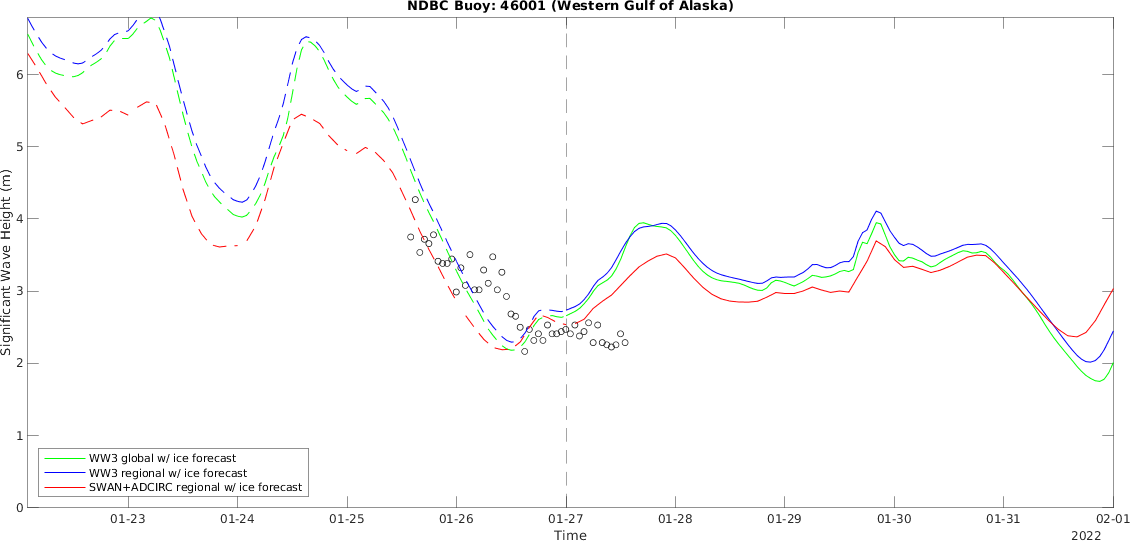 NDBC Buoy: 46001 (Western Gulf of Alaska)
Significant Wave Height (m)
6
5
4
3
2
1
0
WW3 global w/ ice forecast
WW3 regional w/ ice forecast
SWAN+ADCIRC regional w/ ice forecast
01-23 01-24 01-25 01-26 01-27 01-28 01-29 01-30 01-31 02-01
Time
2022